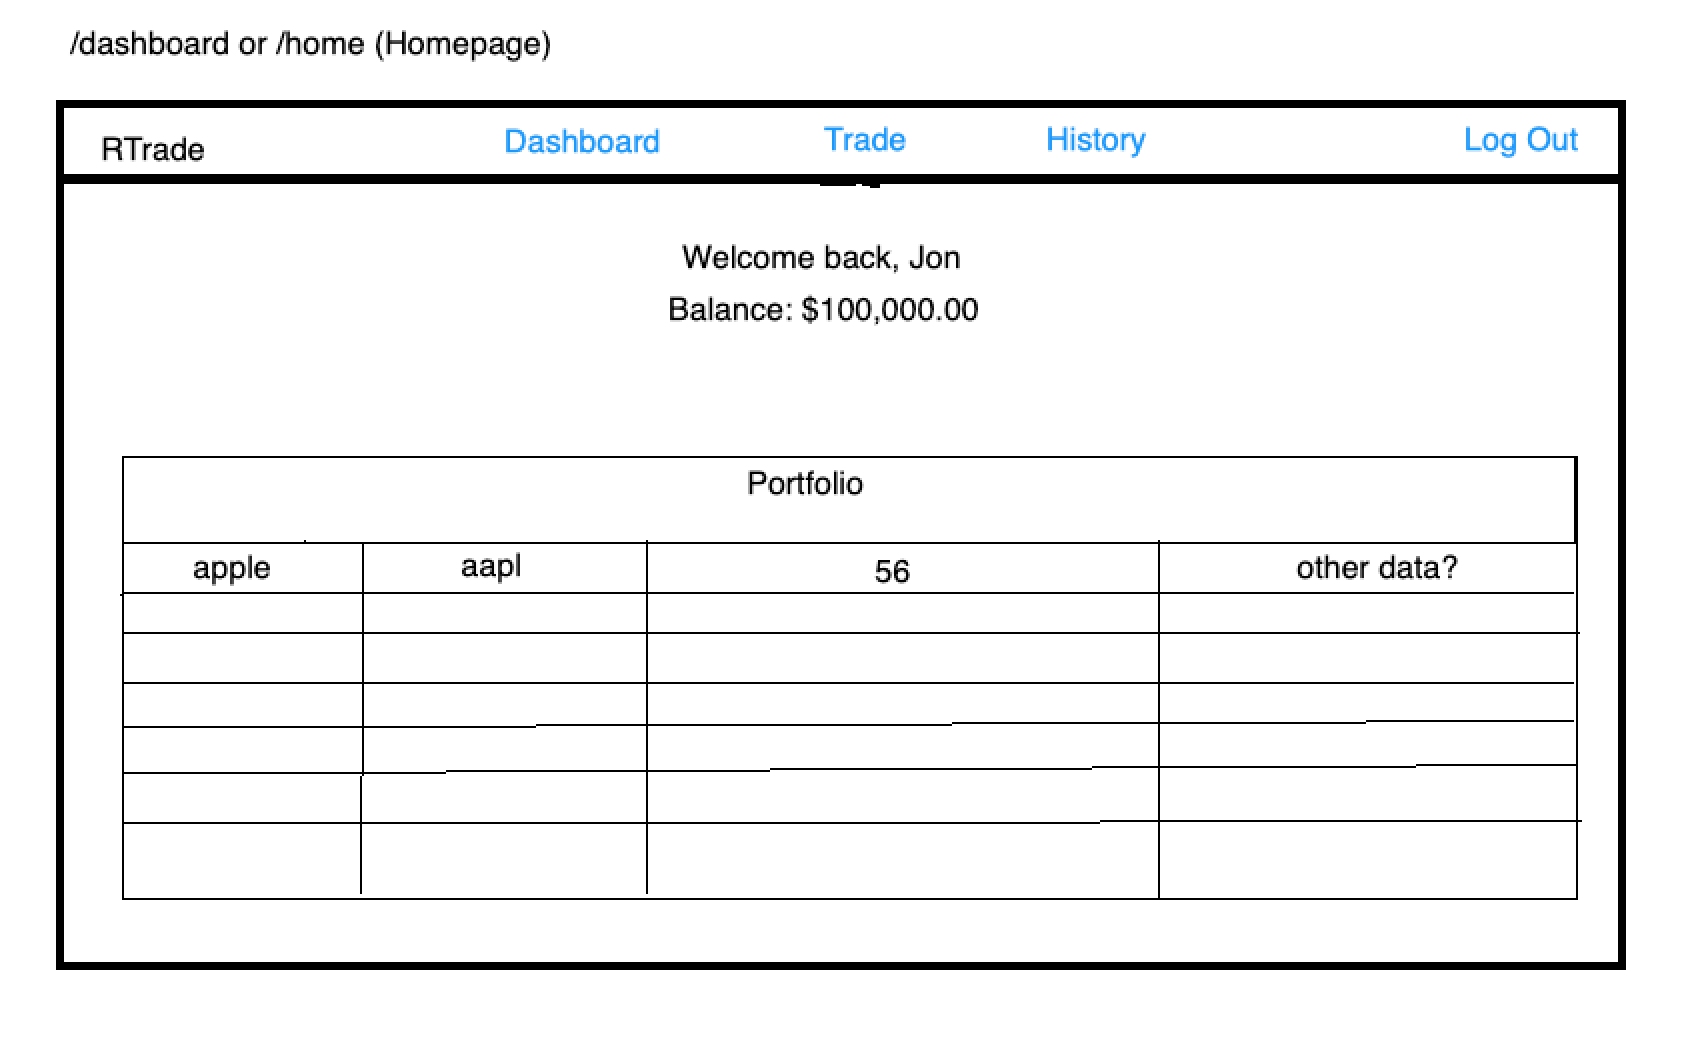 /dashboard or /home (Homepage)
RTrade Dashboard Trade History Log Out
Welcome back, Jon
Balance: $100,000.00
Portfolio
apple aapl 56 other data?